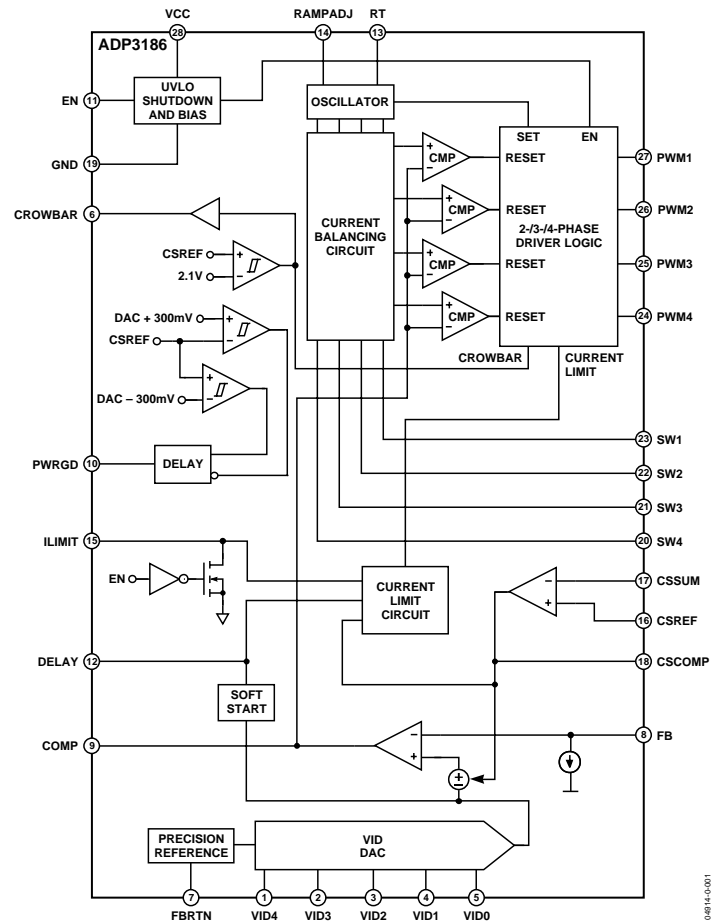 VCC
RAMPADJ
RT
28
14
13
ADP3186
UVLO
SHUTDOWN
AND BIAS
EN
11
OSCILLATOR
SET
EN
GND
19
CMP
RESET
27
PWM1
CROWBAR
6
CMP
RESET
26
PWM2
CURRENT
BALANCING
CIRCUIT
2-/3-/4-PHASE
DRIVER LOGIC
CSREF
2.1V
CMP
RESET
25
PWM3
DAC + 300mV
CMP
RESET
24
PWM4
CSREF
CROWBAR
CURRENT
LIMIT
DAC – 300mV
23
SW1
PWRGD
10
DELAY
22
SW2
21
SW3
ILIMIT
15
20
SW4
EN
CURRENT
LIMIT
CIRCUIT
17
CSSUM
16
CSREF
DELAY
12
18
CSCOMP
SOFT
START
COMP
9
8
FB
PRECISION
REFERENCE
VID
DAC
7
1
2
3
4
5
FBRTN
VID4
VID3
VID2
VID1
VID0
04914-0-001